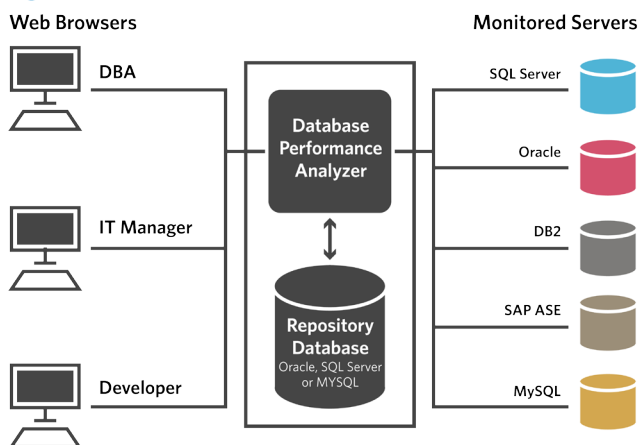 Web Browsers
Monitored Servers
DBA
IT Manager
Developer
Database
Performance
Analyzer
Repository
Database
Oracle, SQL Server
or MYSQL
SQL Server
Oracle
DB2
SAP ASE
MySQL